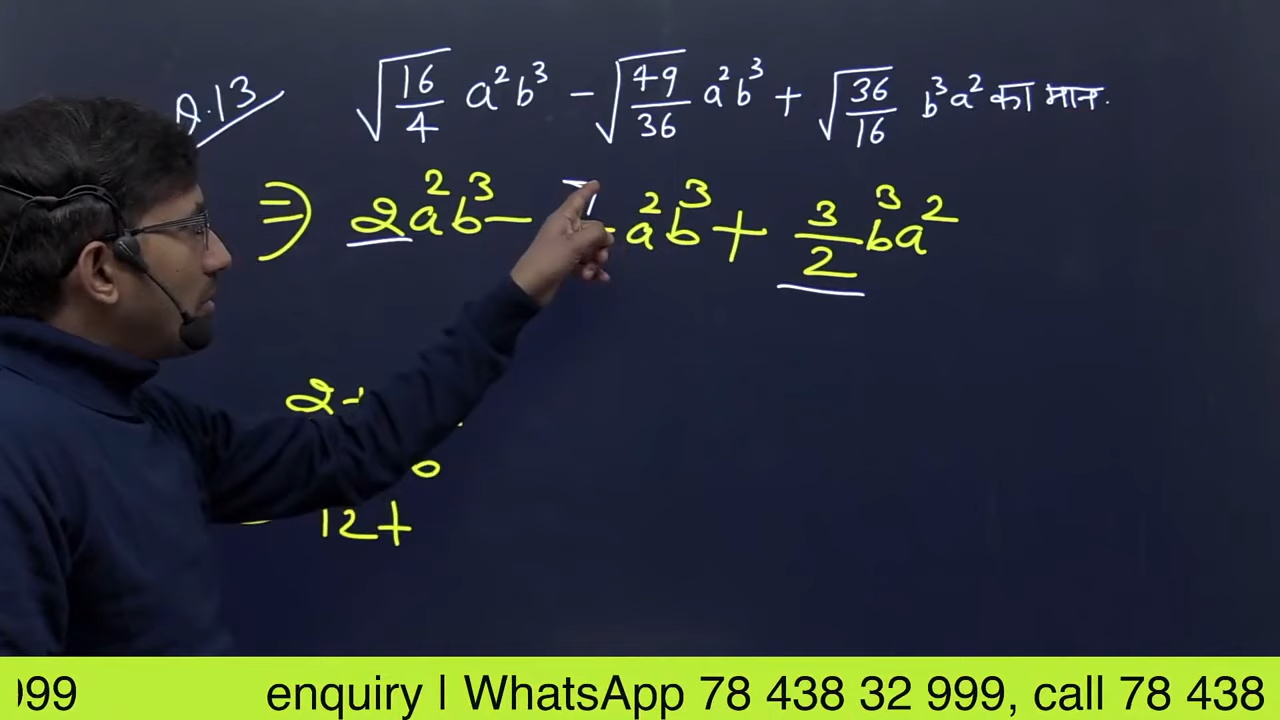 Q.13 √(16/4) a²b³ − √(49/36) a²b³ + √(36/16) b³a² का मान.
⇒ 2a²b³ − a²b³ + 3/2 b³a²
2
12+
999 enquiry | WhatsApp 78 438 32 999, call 78 438